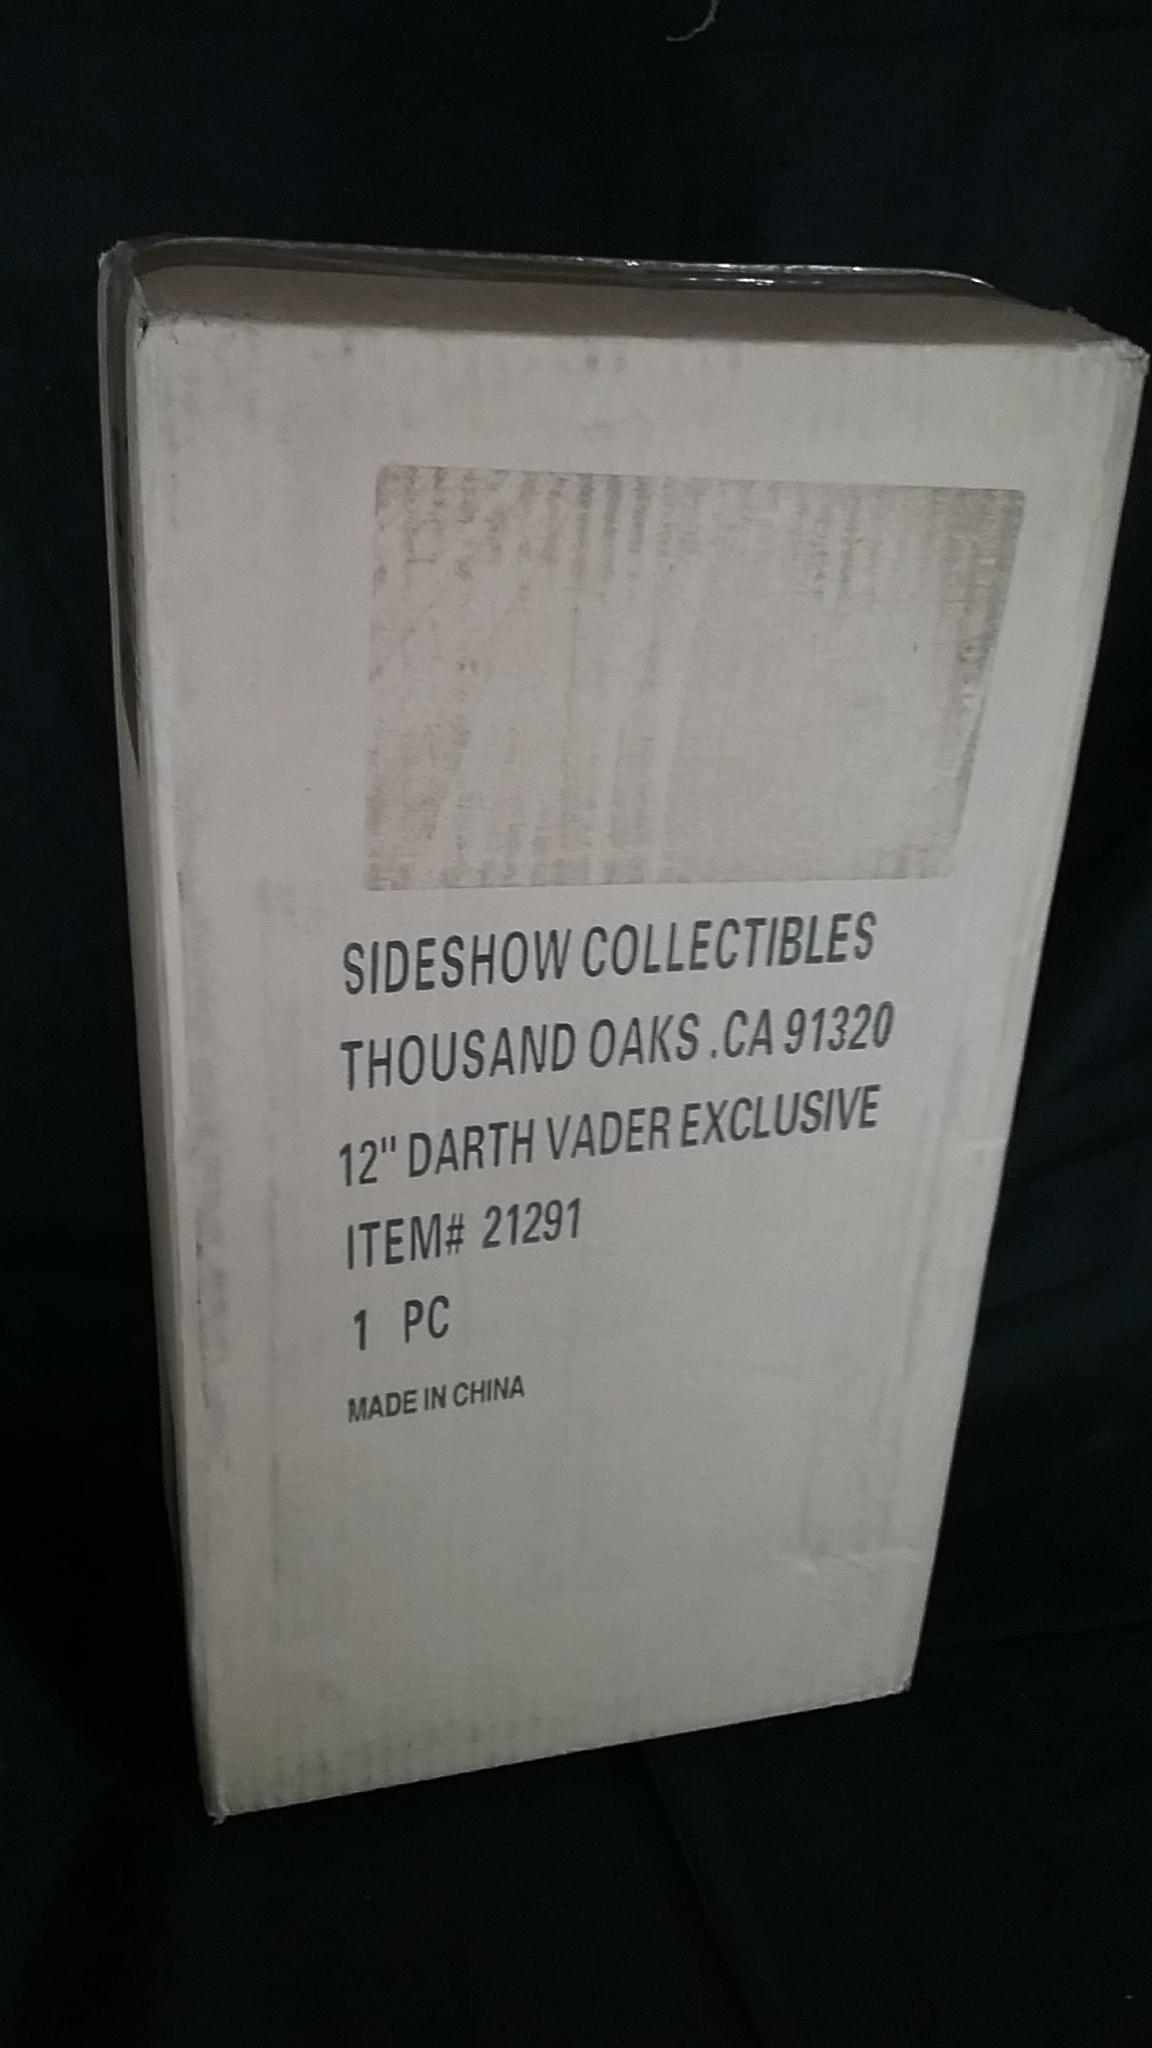 SIDESHOW COLLECTIBLES
THOUSAND OAKS .CA 91320
12" DARTH VADER EXCLUSIVE
ITEM# 21291
1 PC
MADE IN CHINA